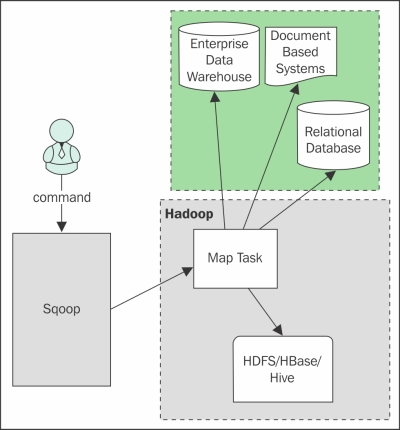 Enterprise
Data
Warehouse
Document
Based
Systems
Relational
Database
command
Hadoop
Sqoop
Map Task
HDFS/HBase/
Hive